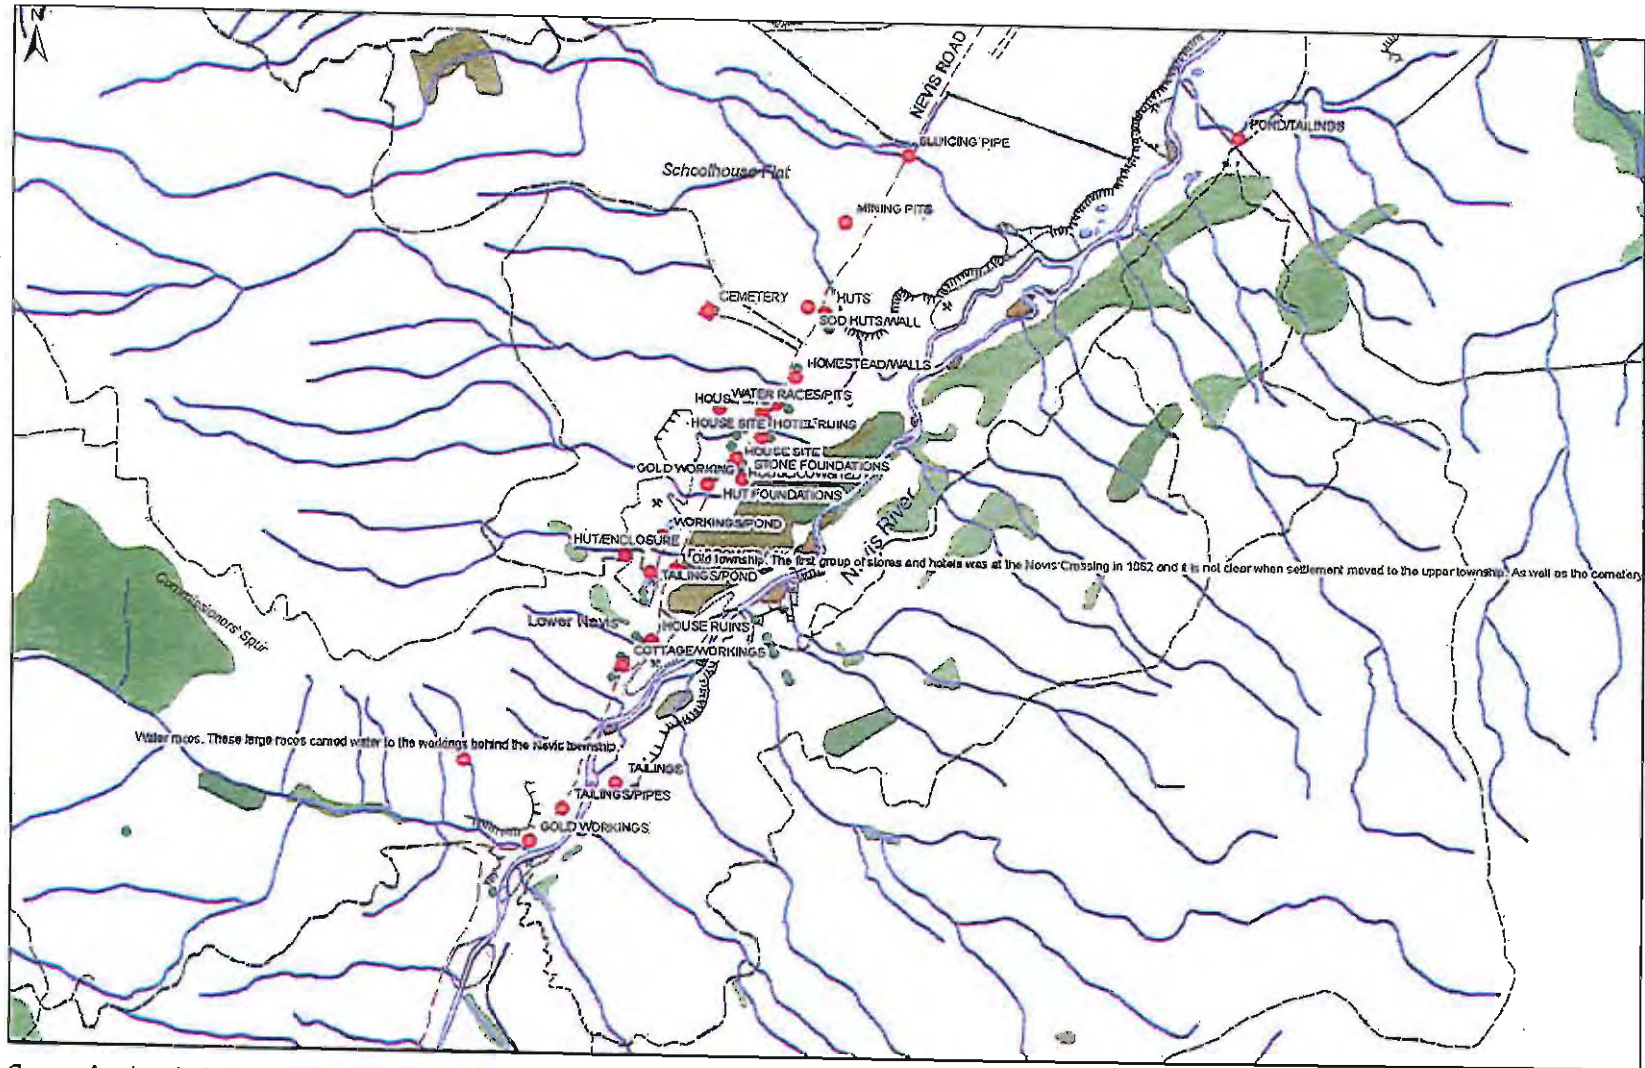 N
NEVIS ROAD
POND/TAILINGS
SLUICING PIPE
Schoolhouse Flat
MINING PITS
CEMETERY
HUTS
SOD HUTS/WALL
HOMESTEAD/WALLS
WATER RACES/PITS
HOUSE SITE
HOTEL RUINS
HOUSE SITE
GOLD WORKING
STONE FOUNDATIONS
HUT FOUNDATIONS
WORKINGS/POND
HUT/ENCLOSURE
Nevis River
Old township. The first group of stores and hotels was at the Nevis Crossing in 1862 and it is not clear when settlement moved to the upper township. As well as the cemetery
TAILINGS/POND
Commissioners' Spur
Lower Nevis
HOUSE RUINS
COTTAGE/WORKINGS
Water races. These large races carried water to the workings behind the Nevis township.
TAILINGS
TAILINGS/PIPES
GOLD WORKINGS